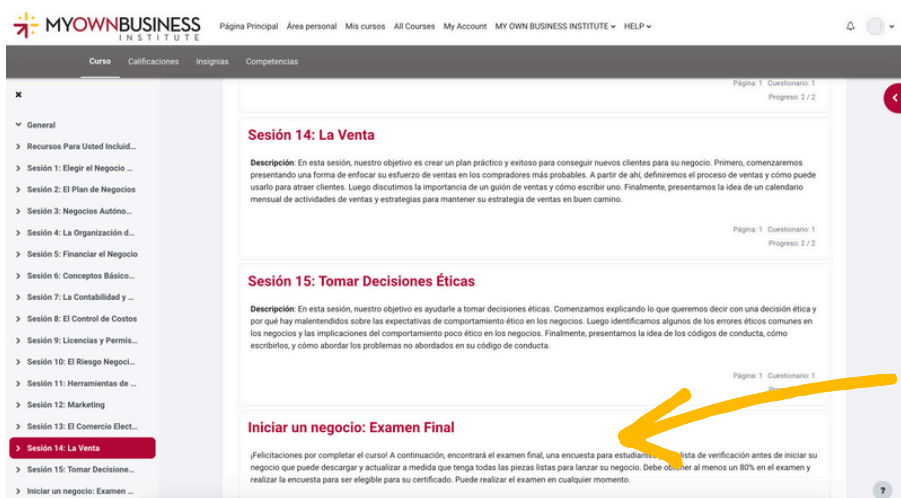 MYOWNBUSINESS
INSTITUTE
Página Principal Área personal Mis cursos All Courses My Account MY OWN BUSINESS INSTITUTE HELP
Curso Calificaciones Insignias Competencias
General
Recursos Para Usted Incluid...
Sesión 1: Elegir el Negocio ...
Sesión 2: El Plan de Negocios
Sesión 3: Negocios Autóno...
Sesión 4: La Organización d...
Sesión 5: Financiar el Negocio
Sesión 6: Conceptos Básico...
Sesión 7: La Contabilidad y ...
Sesión 8: El Control de Costos
Sesión 9: Licencias y Permis...
Sesión 10: El Riesgo Negoci...
Sesión 11: Herramientas de ...
Sesión 12: Marketing
Sesión 13: El Comercio Elect...
Sesión 14: La Venta
Sesión 15: Tomar Decisione...
Iniciar un negocio: Examen ...
Página: 1 Cuestionario: 1
Progreso: 2 / 2
Sesión 14: La Venta
Descripción: En esta sesión, nuestro objetivo es crear un plan práctico y exitoso para conseguir nuevos clientes para su negocio. Primero, comenzaremos
presentando una forma de enfocar su esfuerzo de ventas en los compradores más probables. A partir de ahí, definiremos el proceso de ventas y cómo puede
usarlo para atraer clientes. Luego discutimos la importancia de un guión de ventas y cómo escribir uno. Finalmente, presentamos la idea de un calendario
mensual de actividades de ventas y estrategias para mantener su estrategia de ventas en buen camino.
Página: 1 Cuestionario: 1
Progreso: 2 / 2
Sesión 15: Tomar Decisiones Éticas
Descripción: En esta sesión, nuestro objetivo es ayudarle a tomar decisiones éticas. Comenzamos explicando lo que queremos decir con una decisión ética y
por qué hay malentendidos sobre las expectativas de comportamiento ético en los negocios. Luego identificamos algunos de los errores éticos comunes en
los negocios y las implicaciones del comportamiento poco ético en los negocios. Finalmente, presentamos la idea de los códigos de conducta, cómo
escribirlos, y cómo abordar los problemas no abordados en su código de conducta.
Página: 1 Cuestionario: 1
Iniciar un negocio: Examen Final
¡Felicitaciones por completar el curso! A continuación, encontrará el examen final, una encuesta para estudiantes lista de verificación antes de iniciar su
negocio que puede descargar y actualizar a medida que tenga todas las piezas listas para lanzar su negocio. Debe obtener al menos un 80% en el examen y
realizar la encuesta para ser elegible para su certificado. Puede realizar el examen en cualquier momento.
?